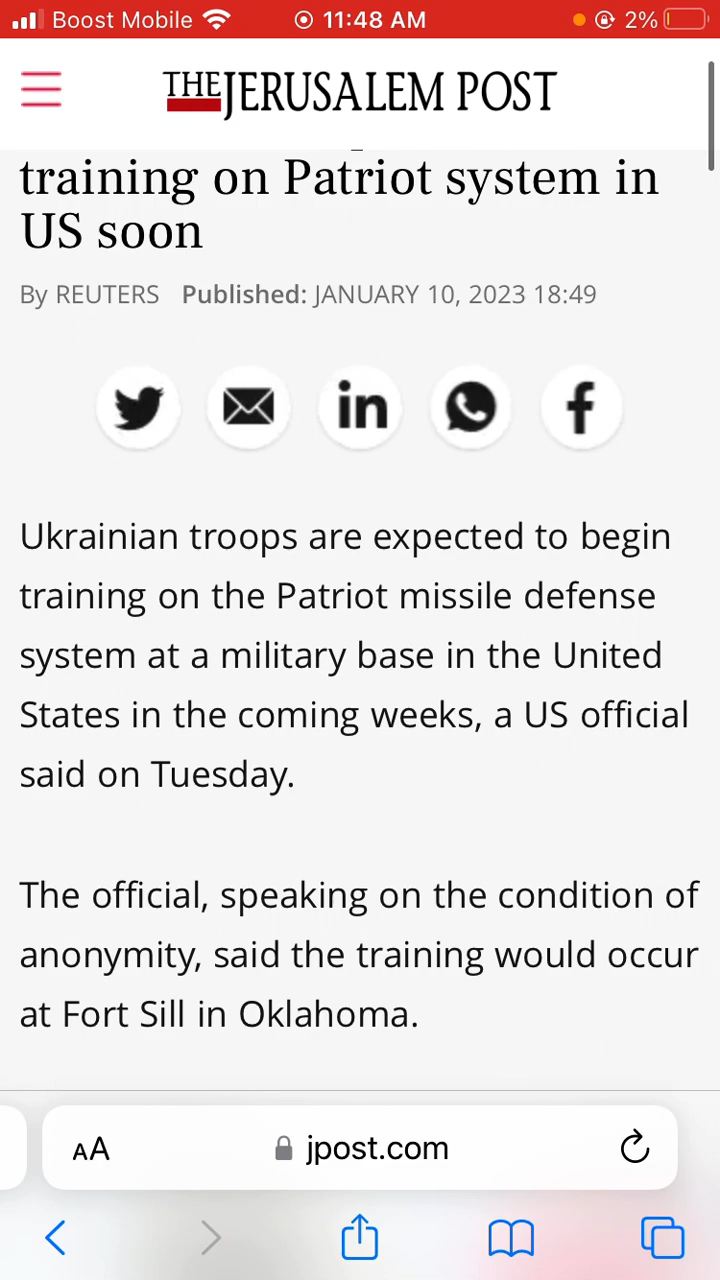 Boost Mobile 11:48 AM 2%
THE JERUSALEM POST
training on Patriot system in
US soon
By REUTERS Published: JANUARY 10, 2023 18:49
in f
Ukrainian troops are expected to begin
training on the Patriot missile defense
system at a military base in the United
States in the coming weeks, a US official
said on Tuesday.
The official, speaking on the condition of
anonymity, said the training would occur
at Fort Sill in Oklahoma.
AA jpost.com